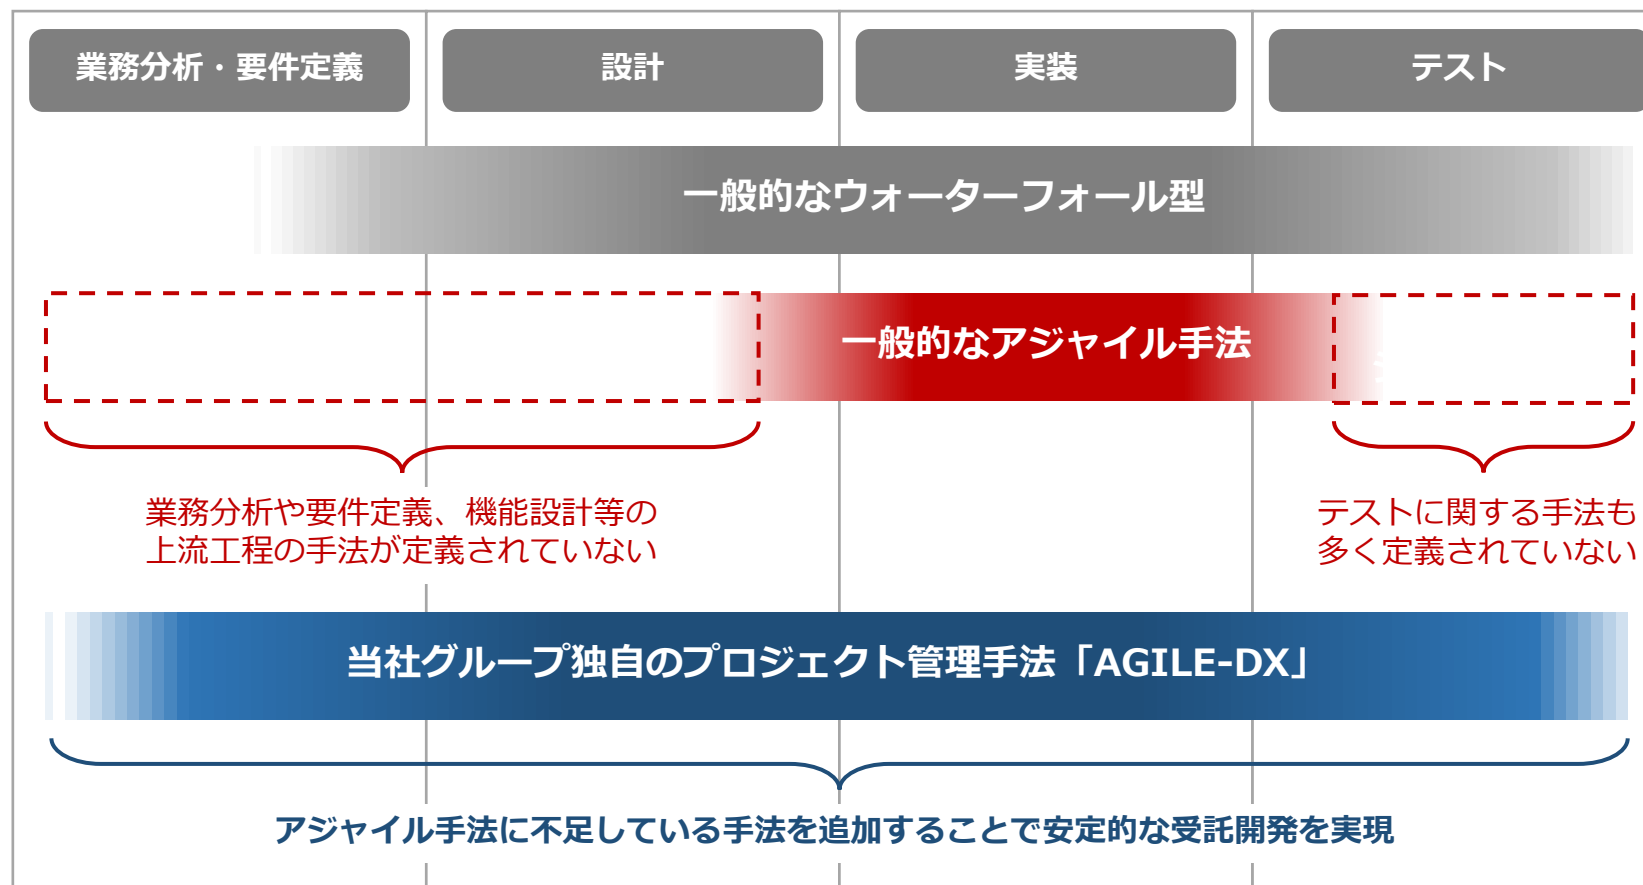 業務分析・要件定義
設計
実装
テスト
一般的なウォーターフォール型
一般的なアジャイル手法
業務分析や要件定義、機能設計等の
上流工程の手法が定義されていない
テストに関する手法も
多く定義されていない
当社グループ独自のプロジェクト管理手法「AGILE-DX」
アジャイル手法に不足している手法を追加することで安定的な受託開発を実現